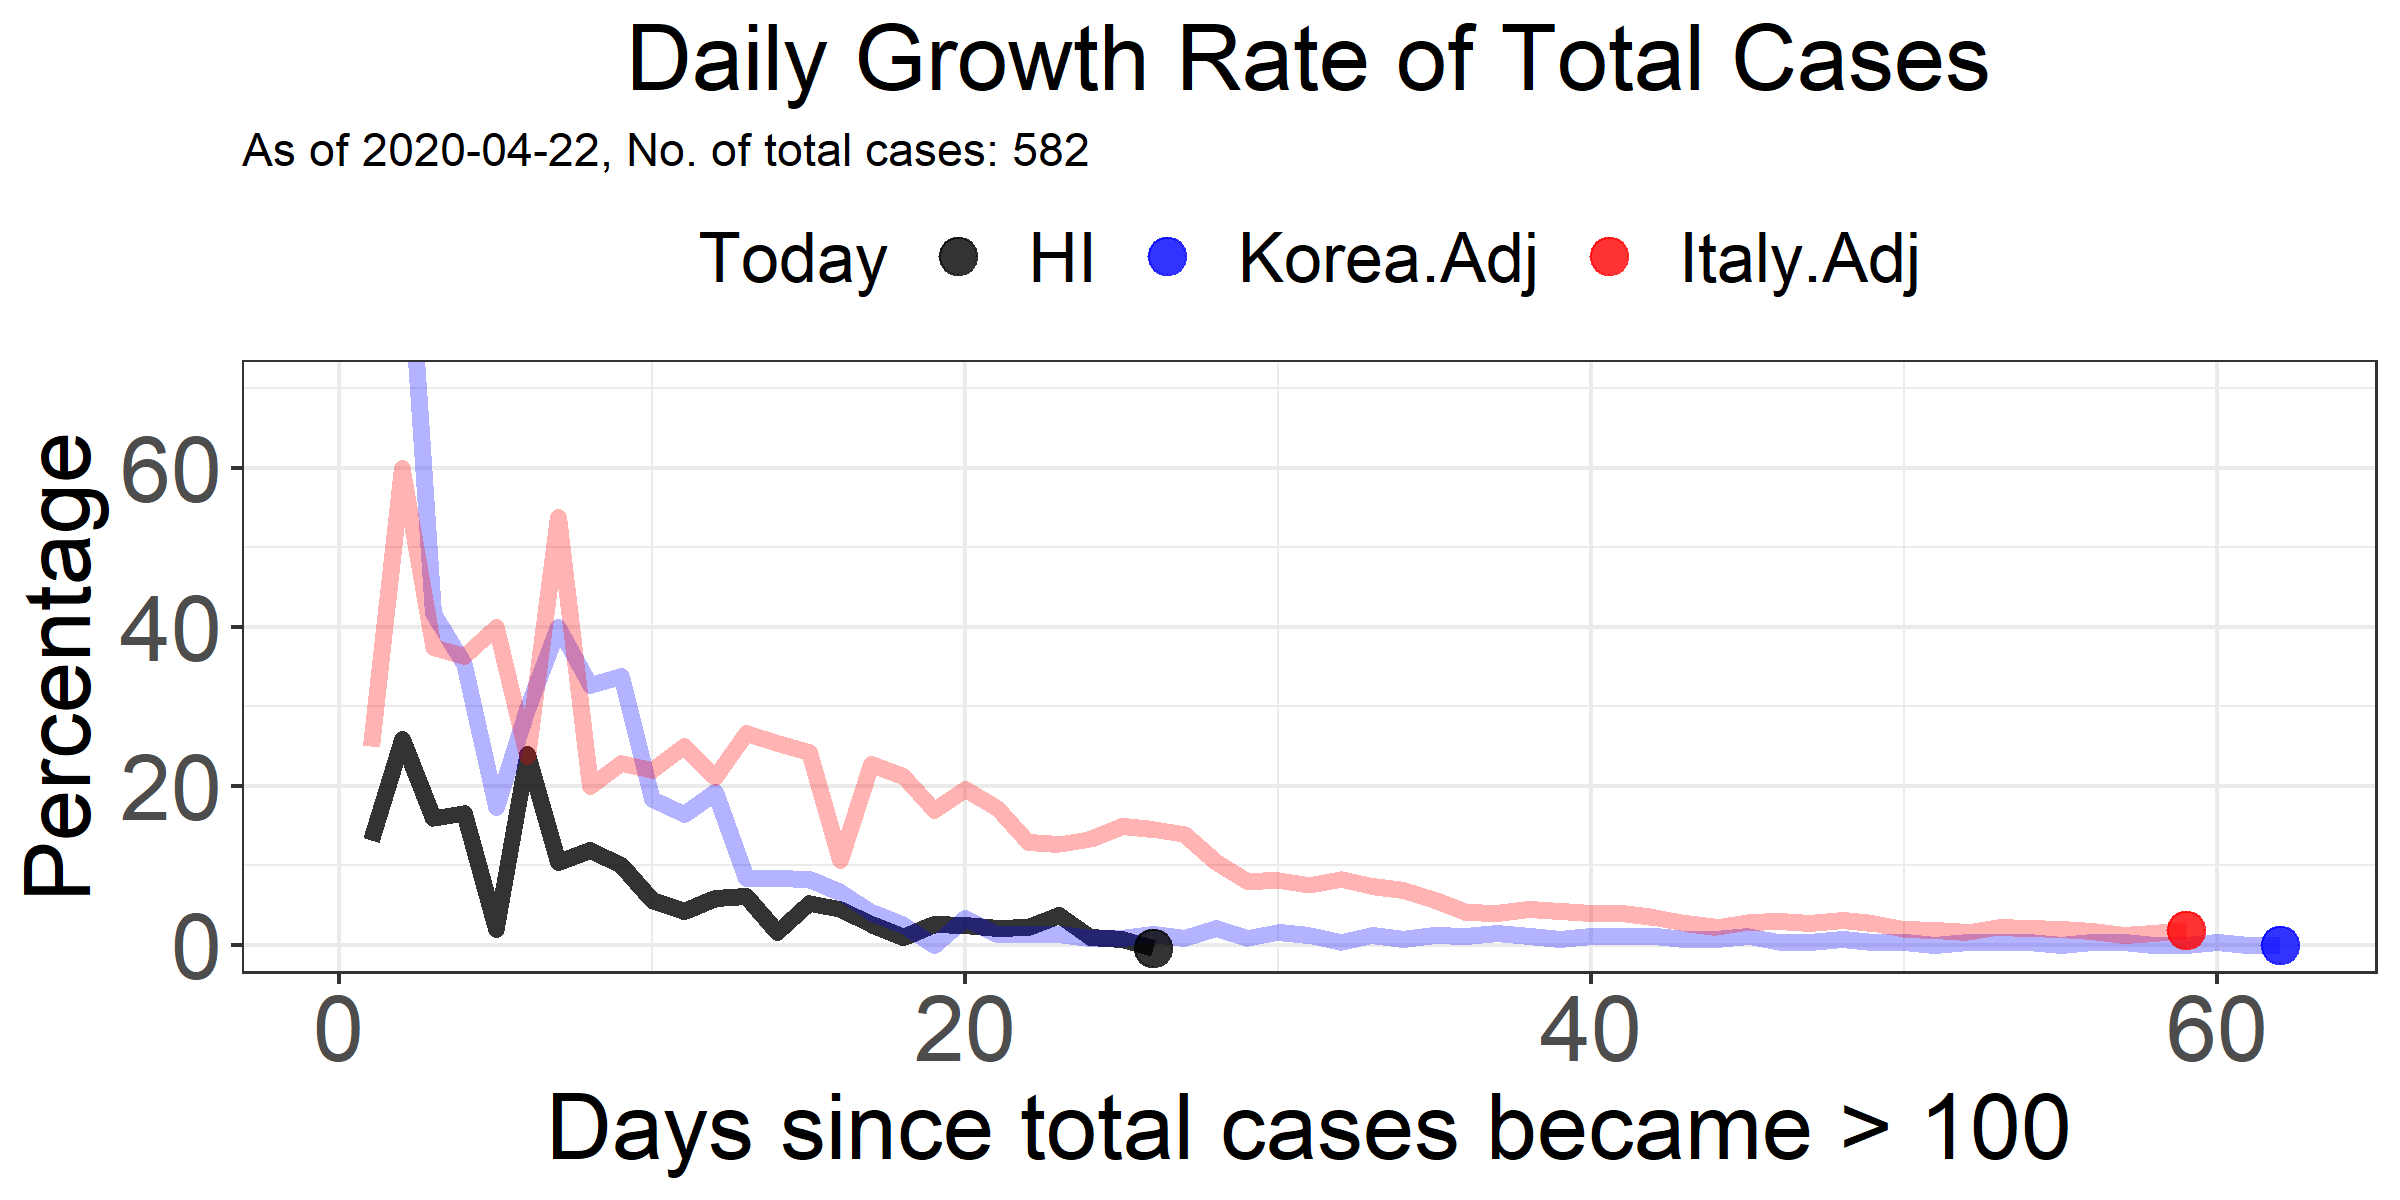 Daily Growth Rate of Total Cases
As of 2020-04-22, No. of total cases: 582
Today HI Korea.Adj Italy.Adj
Percentage
60
40
20
0
0 20 40 60
Days since total cases became > 100